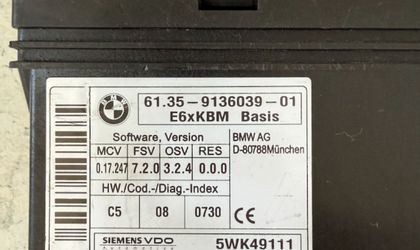 BMW
61.35-9136039-01
E6xKBM Basis
Software, Version
BMW AG
MCV FSV OSV RES
D-80788München
0.17.247 7.2.0 3.2.4 0.0.0
HW./Cod.-/Diag.-Index
C5 08 0730 CE
SIEMENS VDO
Automotive
5WK49111